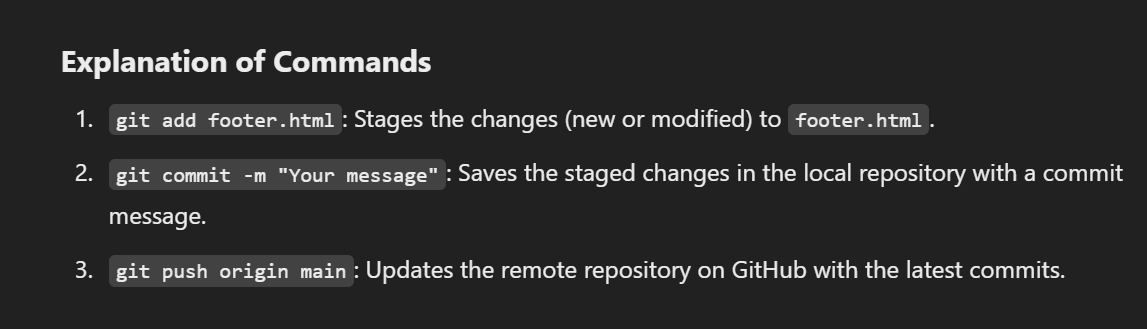 Explanation of Commands
1. git add footer.html: Stages the changes (new or modified) to footer.html.
2. git commit -m "Your message": Saves the staged changes in the local repository with a commit
message.
3. git push origin main: Updates the remote repository on GitHub with the latest commits.